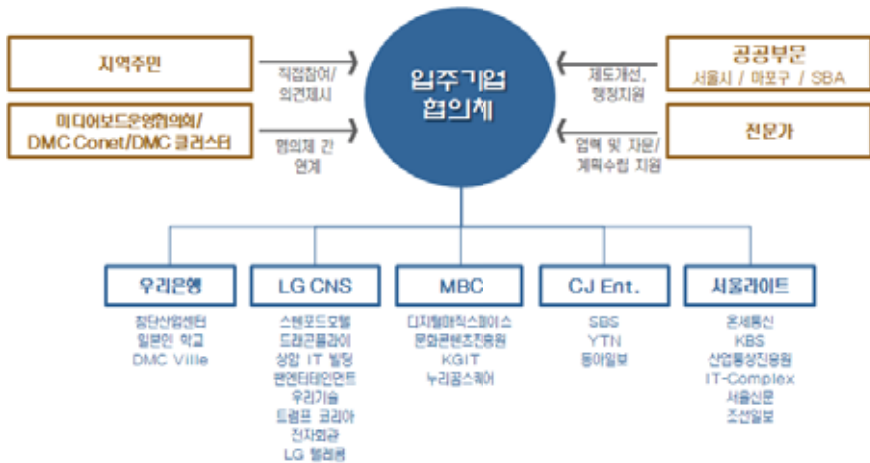 지역주민
직접참여/
의견제시
입주기업
협의체
제도개선,
행정지원
공공부문
서울시 / 마포구 / SBA
미디어보드운영협의회/
DMC Conet/DMC 클러스터
협의체 간
연계
협력 및 자문/
계획수립 지원
전문가
우리은행
첨단산업센터
일본인 학교
DMC Ville
LG CNS
스탠포드모텔
드래곤플라이
상암 IT 빌딩
팬엔터테인먼트
우리기술
트럼프 코리아
전자회관
LG 텔레콤
MBC
디지털매직스페이스
문화콘텐츠진흥원
KGIT
누리꿈스퀘어
CJ Ent.
SBS
YTN
동아일보
서울라이트
온세통신
KBS
산업통상진흥원
IT-Complex
서울신문
조선일보